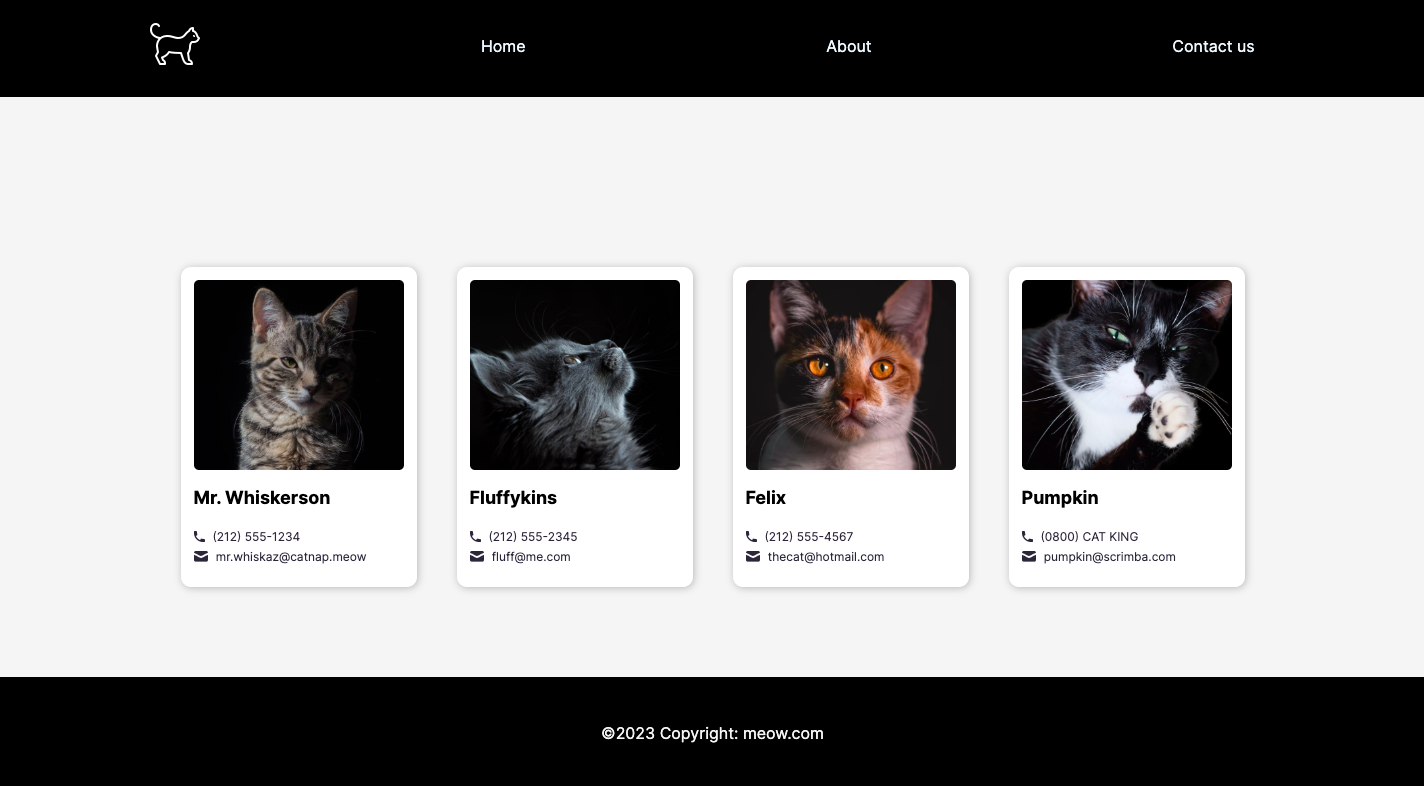 Home
About
Contact us
Mr. Whiskerson
(212) 555-1234
mr.whiskaz@catnap.meow
Fluffykins
(212) 555-2345
fluff@me.com
Felix
(212) 555-4567
thecat@hotmail.com
Pumpkin
(0800) CAT KING
pumpkin@scrimba.com
©2023 Copyright: meow.com